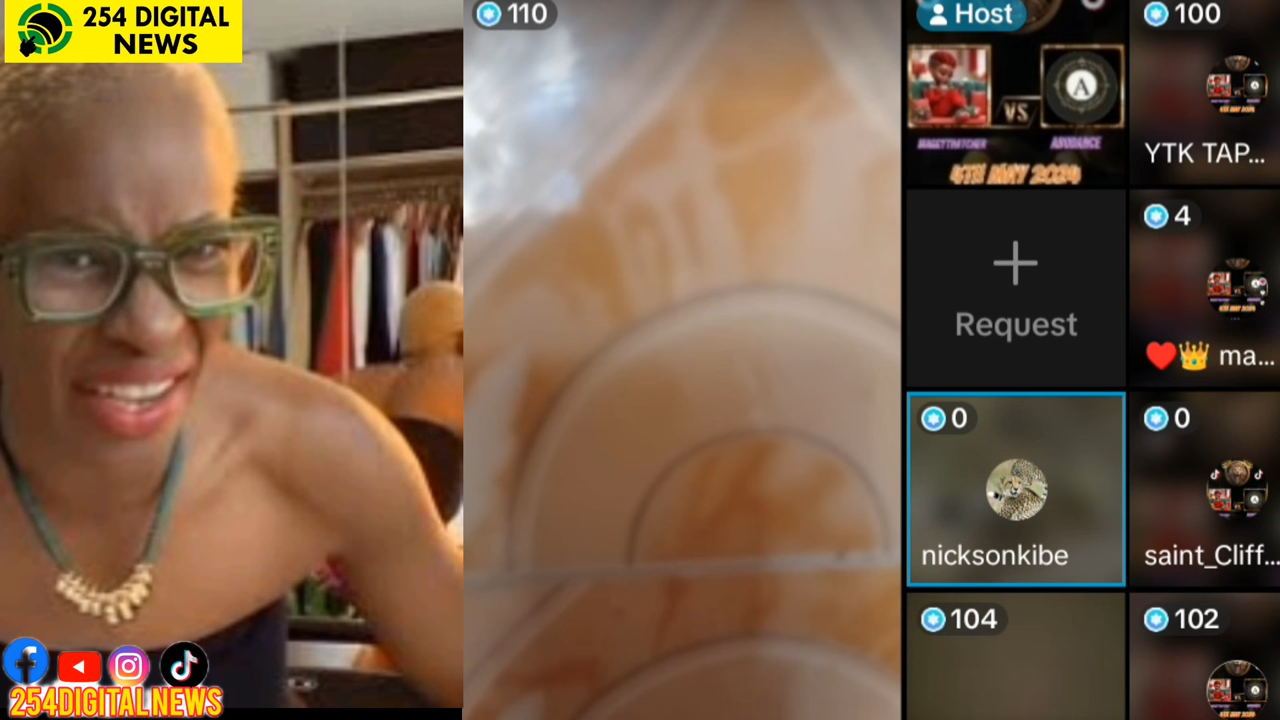 254 DIGITAL
NEWS
110
Host
100
VS
4TH MAY 2024
YTK TAP...
4
Request
❤️👑 ma...
0
nicksonkibe
0
saint_Cliff...
104
102
254DIGITALNEWS